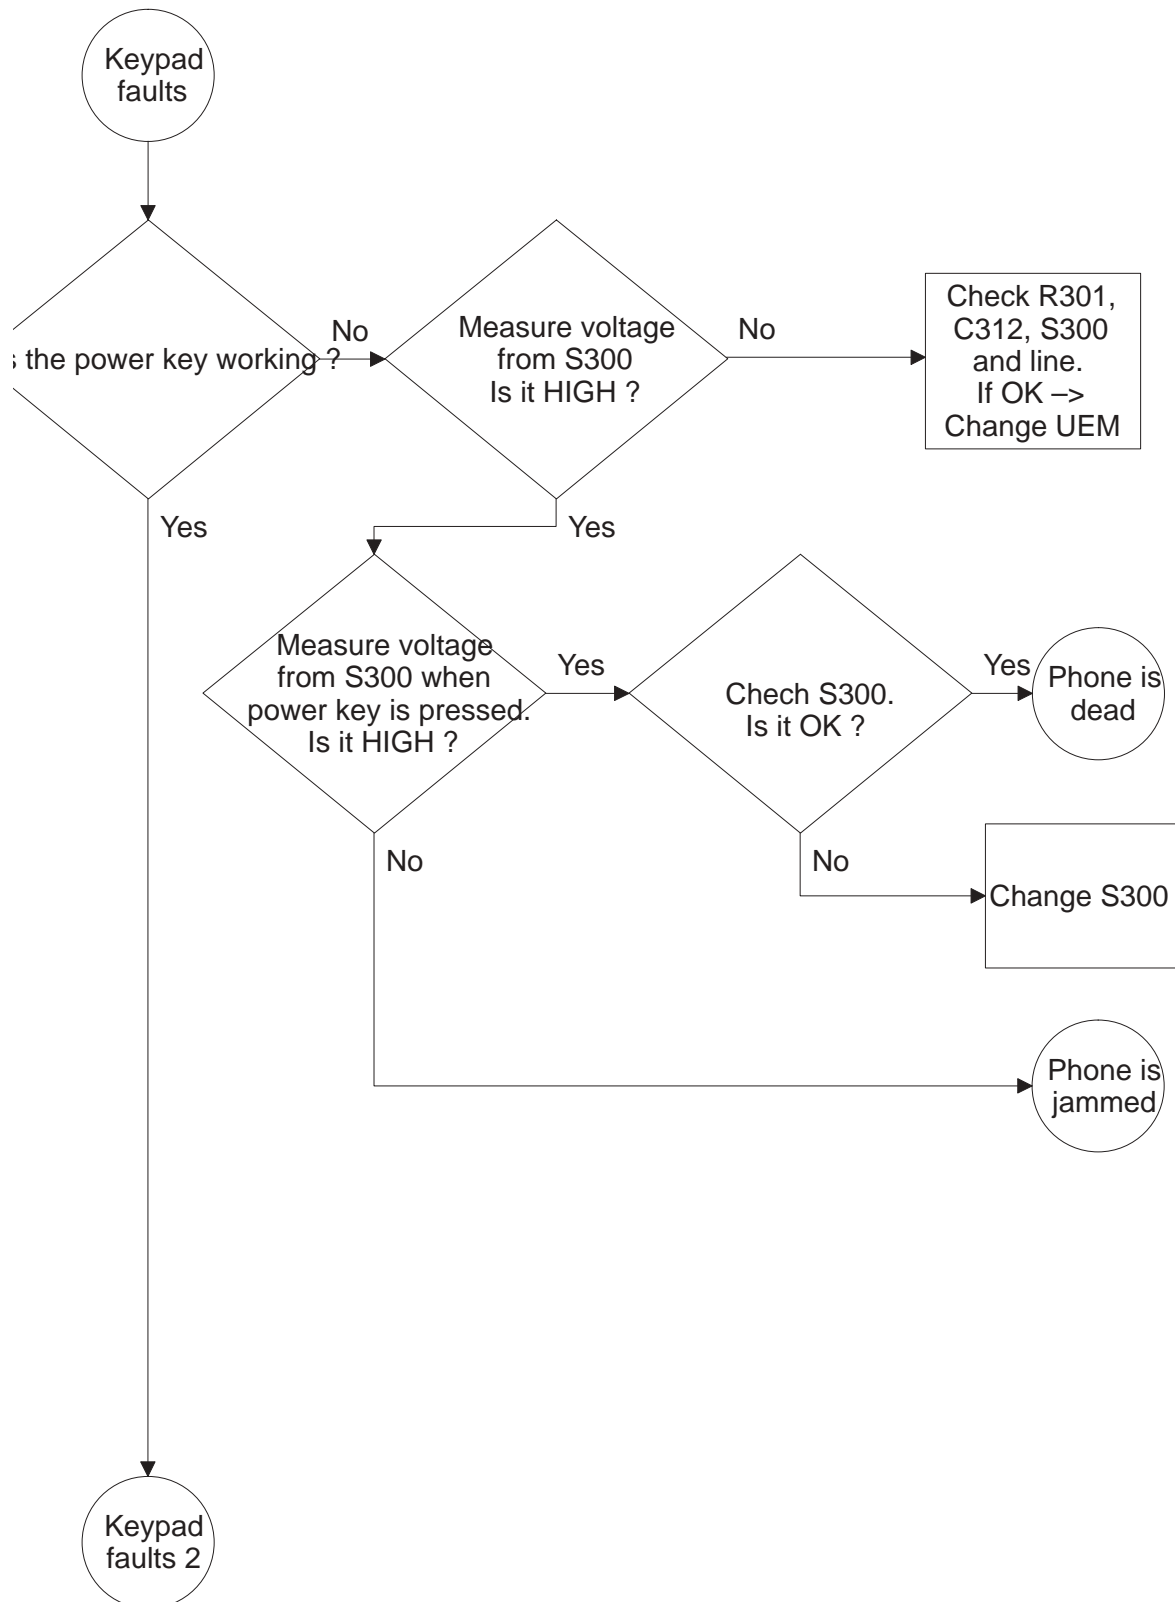 Keypad
faults
s the power key working ?
No
Measure voltage
from S300
Is it HIGH ?
No
Check R301,
C312, S300
and line.
If OK –>
Change UEM
Yes
Yes
Measure voltage
from S300 when
power key is pressed.
Is it HIGH ?
Yes
Chech S300.
Is it OK ?
Yes
Phone is
dead
No
No
Change S300
Phone is
jammed
Keypad
faults 2